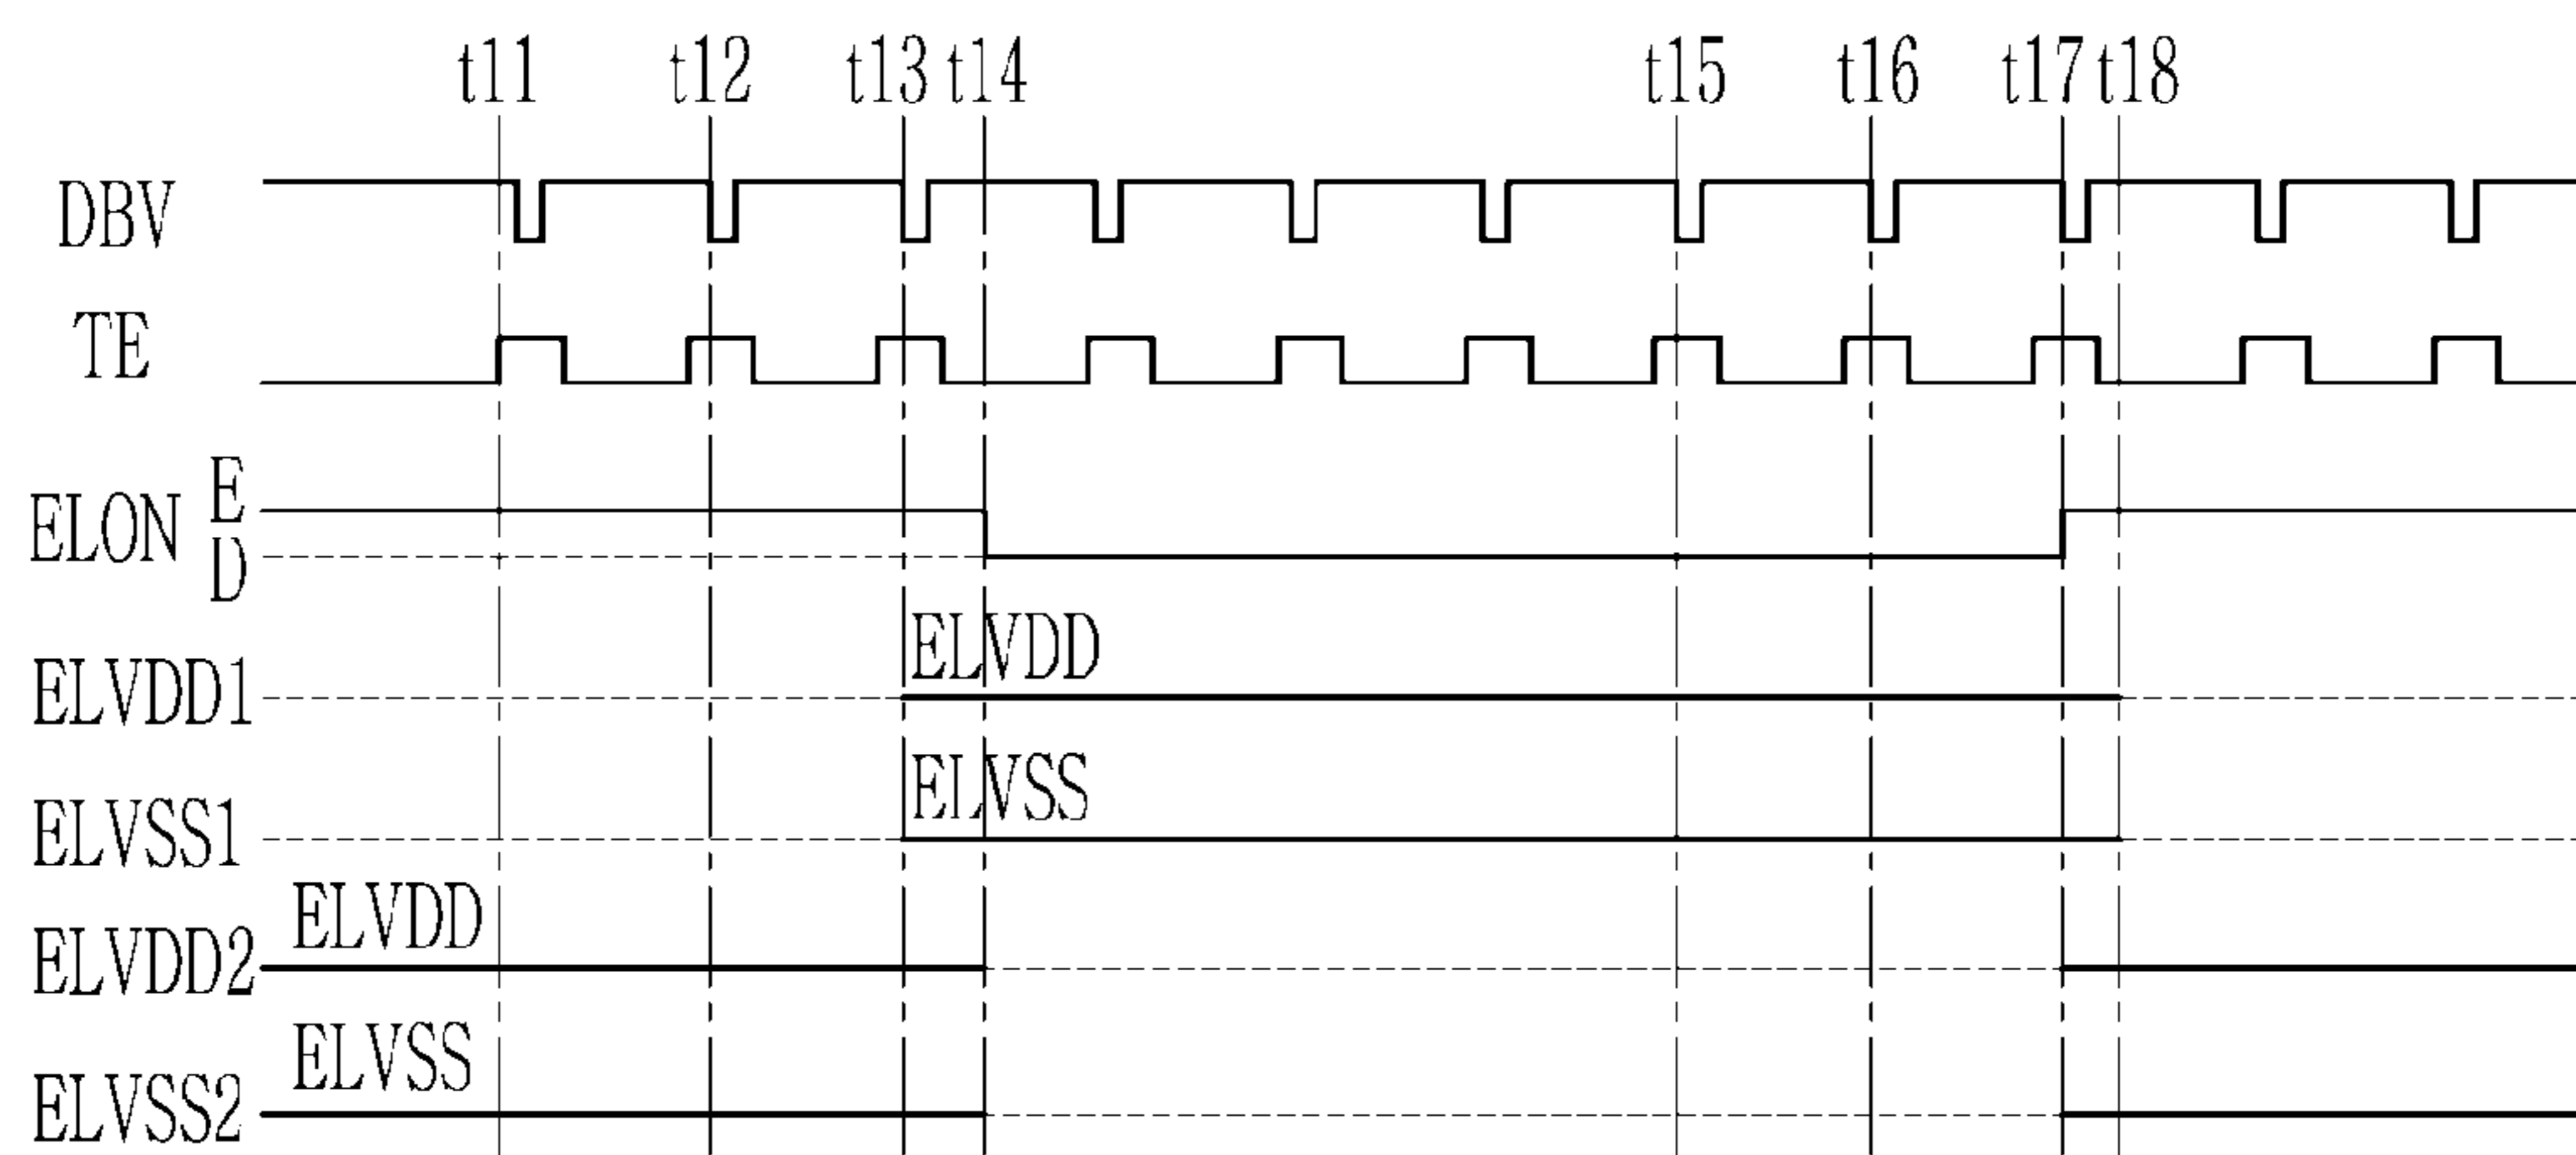 t11 t12 t13 t14 t15 t16 t17 t18
DBV
TE
ELON E
D
ELVDD
ELVDD1
ELVSS
ELVSS1
ELVDD
ELVDD2
ELVSS
ELVSS2